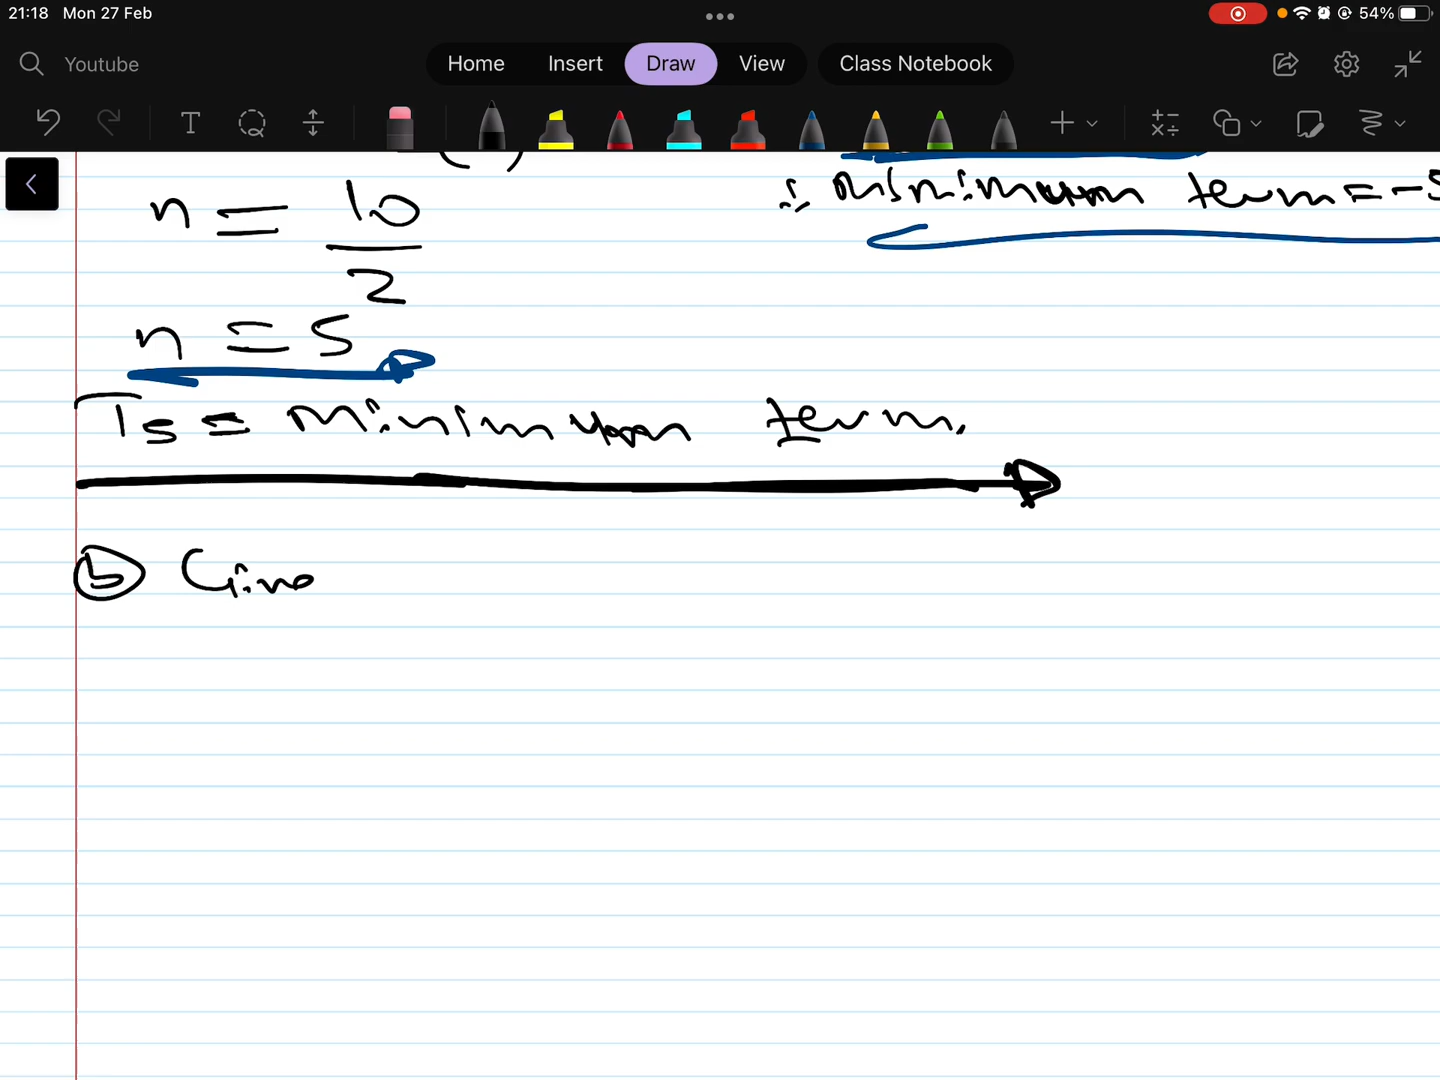 21:18 Mon 27 Feb
54%
Youtube
Home Insert Draw View Class Notebook
n = 10/2
n = 5
T5 = minimum term.
∴ minimum term = -5
(b) Give